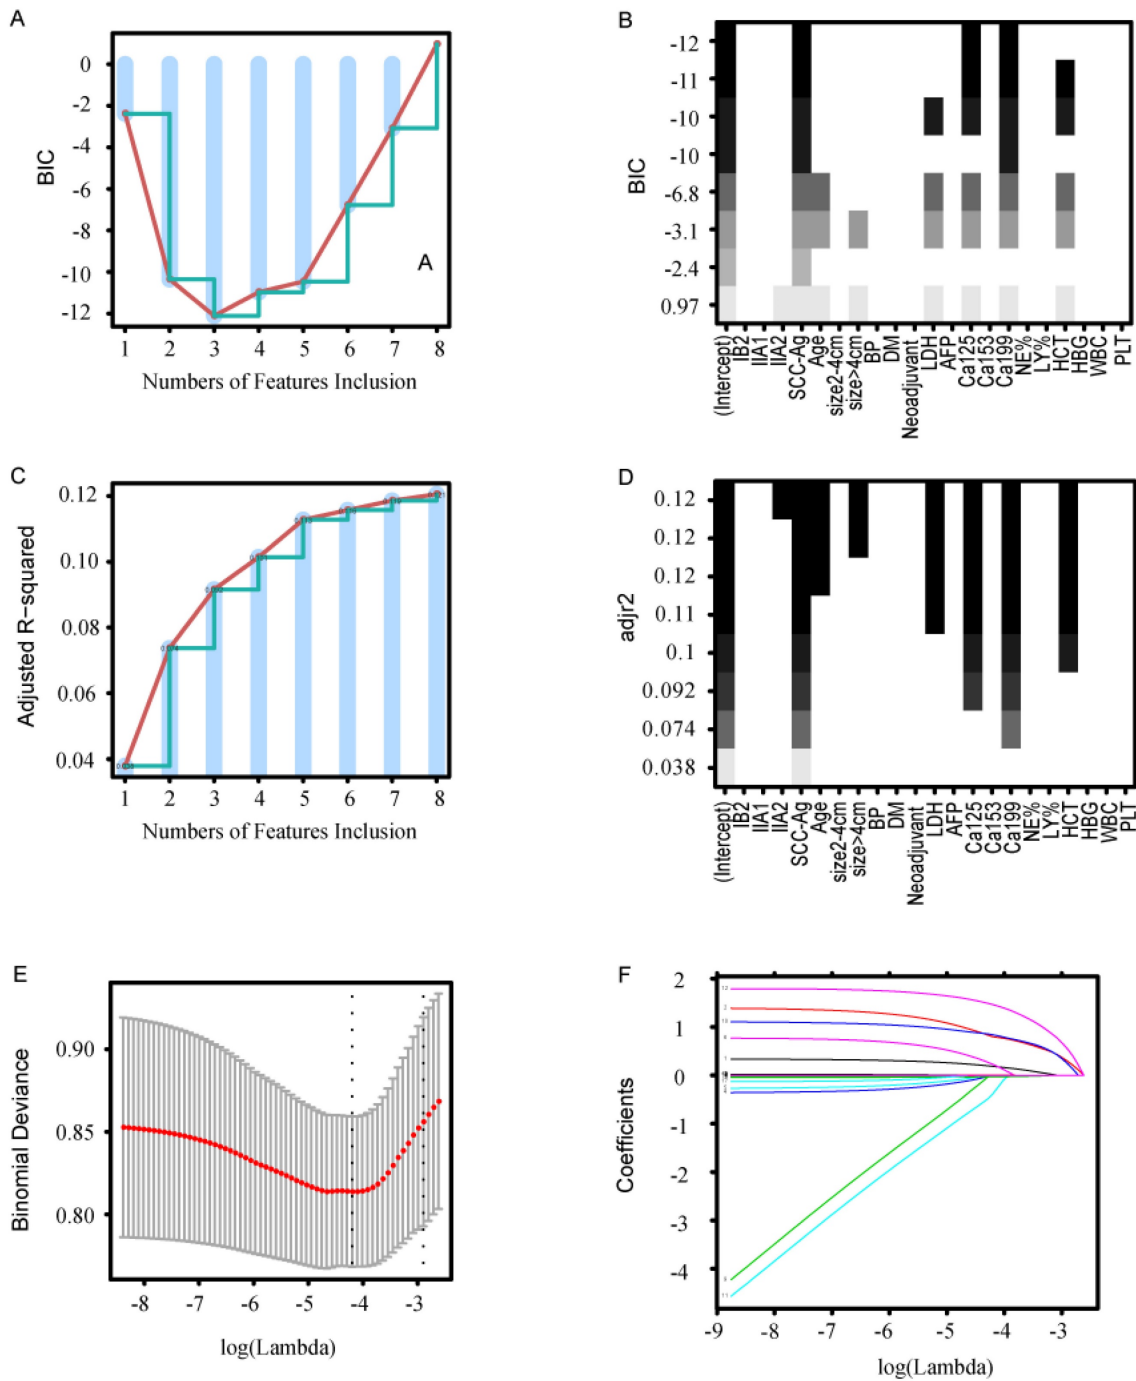 A
BIC
0
-2
-4
-6
-8
-10
-12
A
1 2 3 4 5 6 7 8
Numbers of Features Inclusion
B
BIC
-12
-11
-10
-10
-6.8
-3.1
-2.4
0.97
(Intercept)
IB2
IIA1
IIA2
SCC-Ag
Age
size2-4cm
size>4cm
BP
DM
Neoadjuvant
LDH
AFP
Ca125
Ca153
Ca199
NE%
LY%
HCT
HBG
WBC
PLT
C
Adjusted R-squared
0.12
0.10
0.08
0.06
0.04
1 2 3 4 5 6 7 8
Numbers of Features Inclusion
D
adjr2
0.12
0.12
0.12
0.11
0.1
0.092
0.074
0.038
(Intercept)
IB2
IIA1
IIA2
SCC-Ag
Age
size2-4cm
size>4cm
BP
DM
Neoadjuvant
LDH
AFP
Ca125
Ca153
Ca199
NE%
LY%
HCT
HBG
WBC
PLT
E
Binomial Deviance
0.90
0.85
0.80
-8 -7 -6 -5 -4 -3
log(Lambda)
F
Coefficients
2
1
0
-1
-2
-3
-4
-9 -8 -7 -6 -5 -4 -3
log(Lambda)